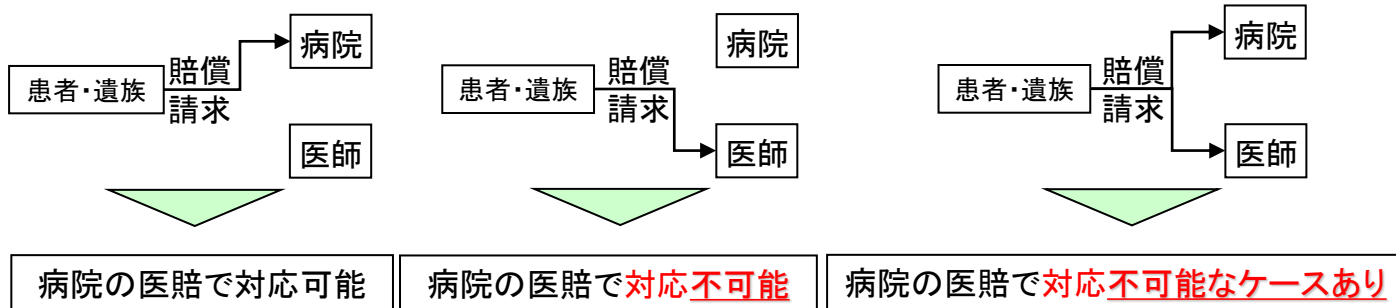 病院
患者・遺族
賠償
請求
医師
病院の医賠で対応可能
病院
患者・遺族
賠償
請求
医師
病院の医賠で対応不可能
病院
患者・遺族
賠償
請求
医師
病院の医賠で対応不可能なケースあり